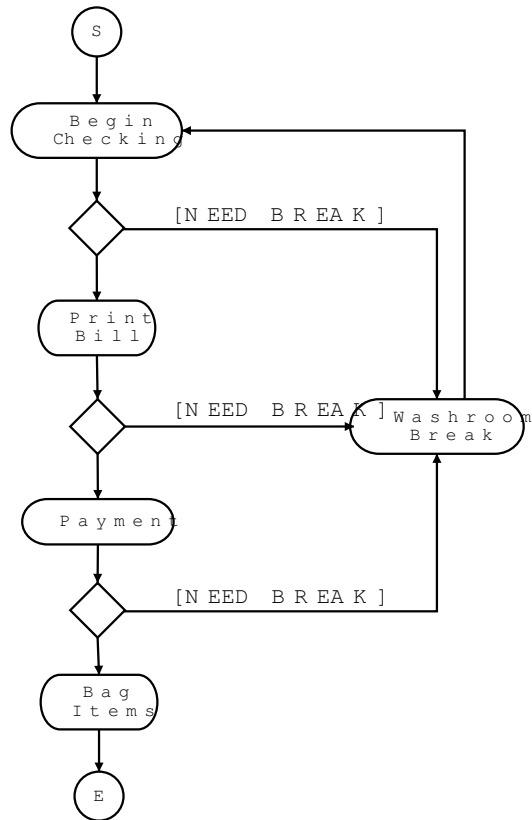 S
Begin
Checking
[NEED BREAK]
Print
Bill
[NEED BREAK]
Washroom
Break
Payment
[NEED BREAK]
Bag
Items
E